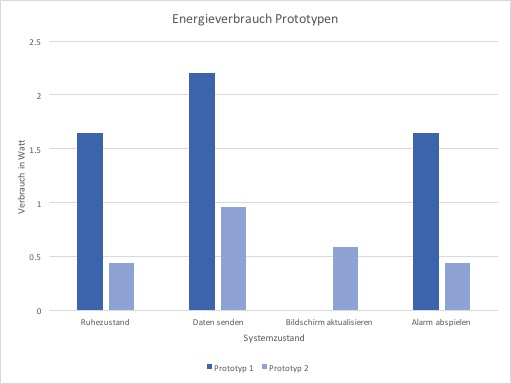 Energieverbrauch Prototypen
2.5
2
1.5
1
0.5
0
Verbrauch in Watt
Ruhezustand
Daten senden
Bildschirm aktualisieren
Alarm abspielen
Systemzustand
Prototyp 1
Prototyp 2